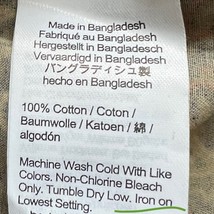 Made in Bangladesh
Fabriqué au Bangladesh
Hergestellt in Bangladesch
Vervaardigd in Bangladesh
バングラディシュ製
hecho en Bangladesh
100% Cotton / Coton /
Baumwolle / Katoen / 綿 /
algodón
Machine Wash Cold With Like
Colors. Non-Chlorine Bleach
Only. Tumble Dry Low. Iron on
Lowest Setting.